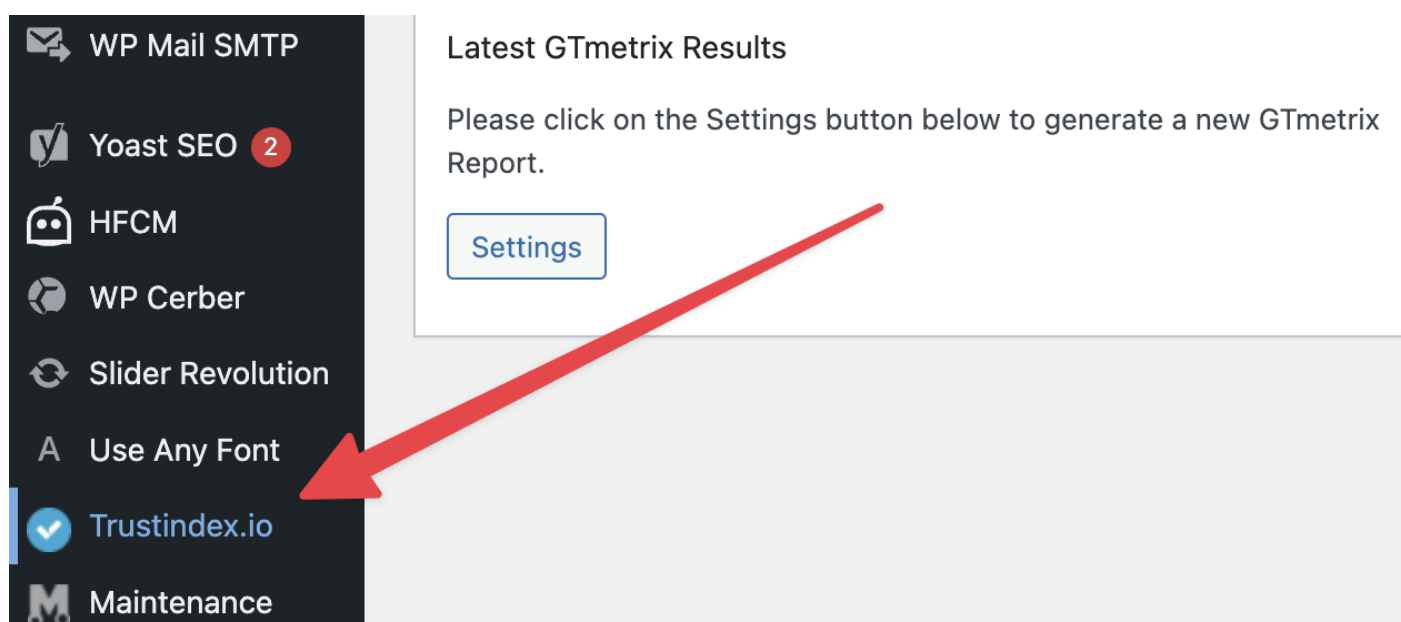 WP Mail SMTP
Yoast SEO 2
HFCM
WP Cerber
Slider Revolution
A Use Any Font
Trustindex.io
Maintenance
Latest GTmetrix Results
Please click on the Settings button below to generate a new GTmetrix
Report.
Settings